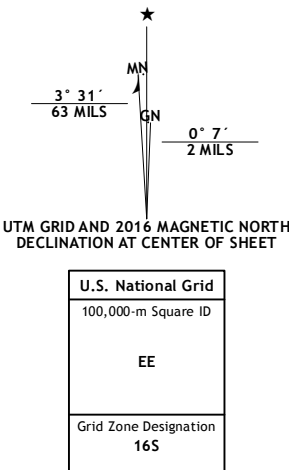 ★
MN
3° 31´
63 MILS
GN
0° 7´
2 MILS
UTM GRID AND 2016 MAGNETIC NORTH
DECLINATION AT CENTER OF SHEET
U.S. National Grid
100,000-m Square ID
EE
Grid Zone Designation
16S